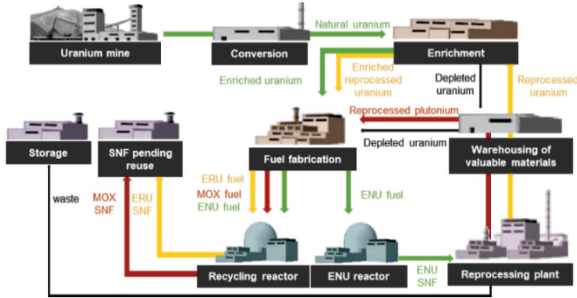 Natural uranium
Uranium mine
Conversion
Enrichment
Enriched uranium
Enriched
reprocessed
uranium
Depleted
uranium
Reprocessed
uranium
Reprocessed plutonium
Depleted uranium
Storage
SNF pending
reuse
Fuel fabrication
Warehousing of
valuable materials
waste
MOX
SNF
ERU
SNF
ERU fuel
MOX fuel
ENU fuel
ENU fuel
Recycling reactor
ENU reactor
ENU
SNF
Reprocessing plant